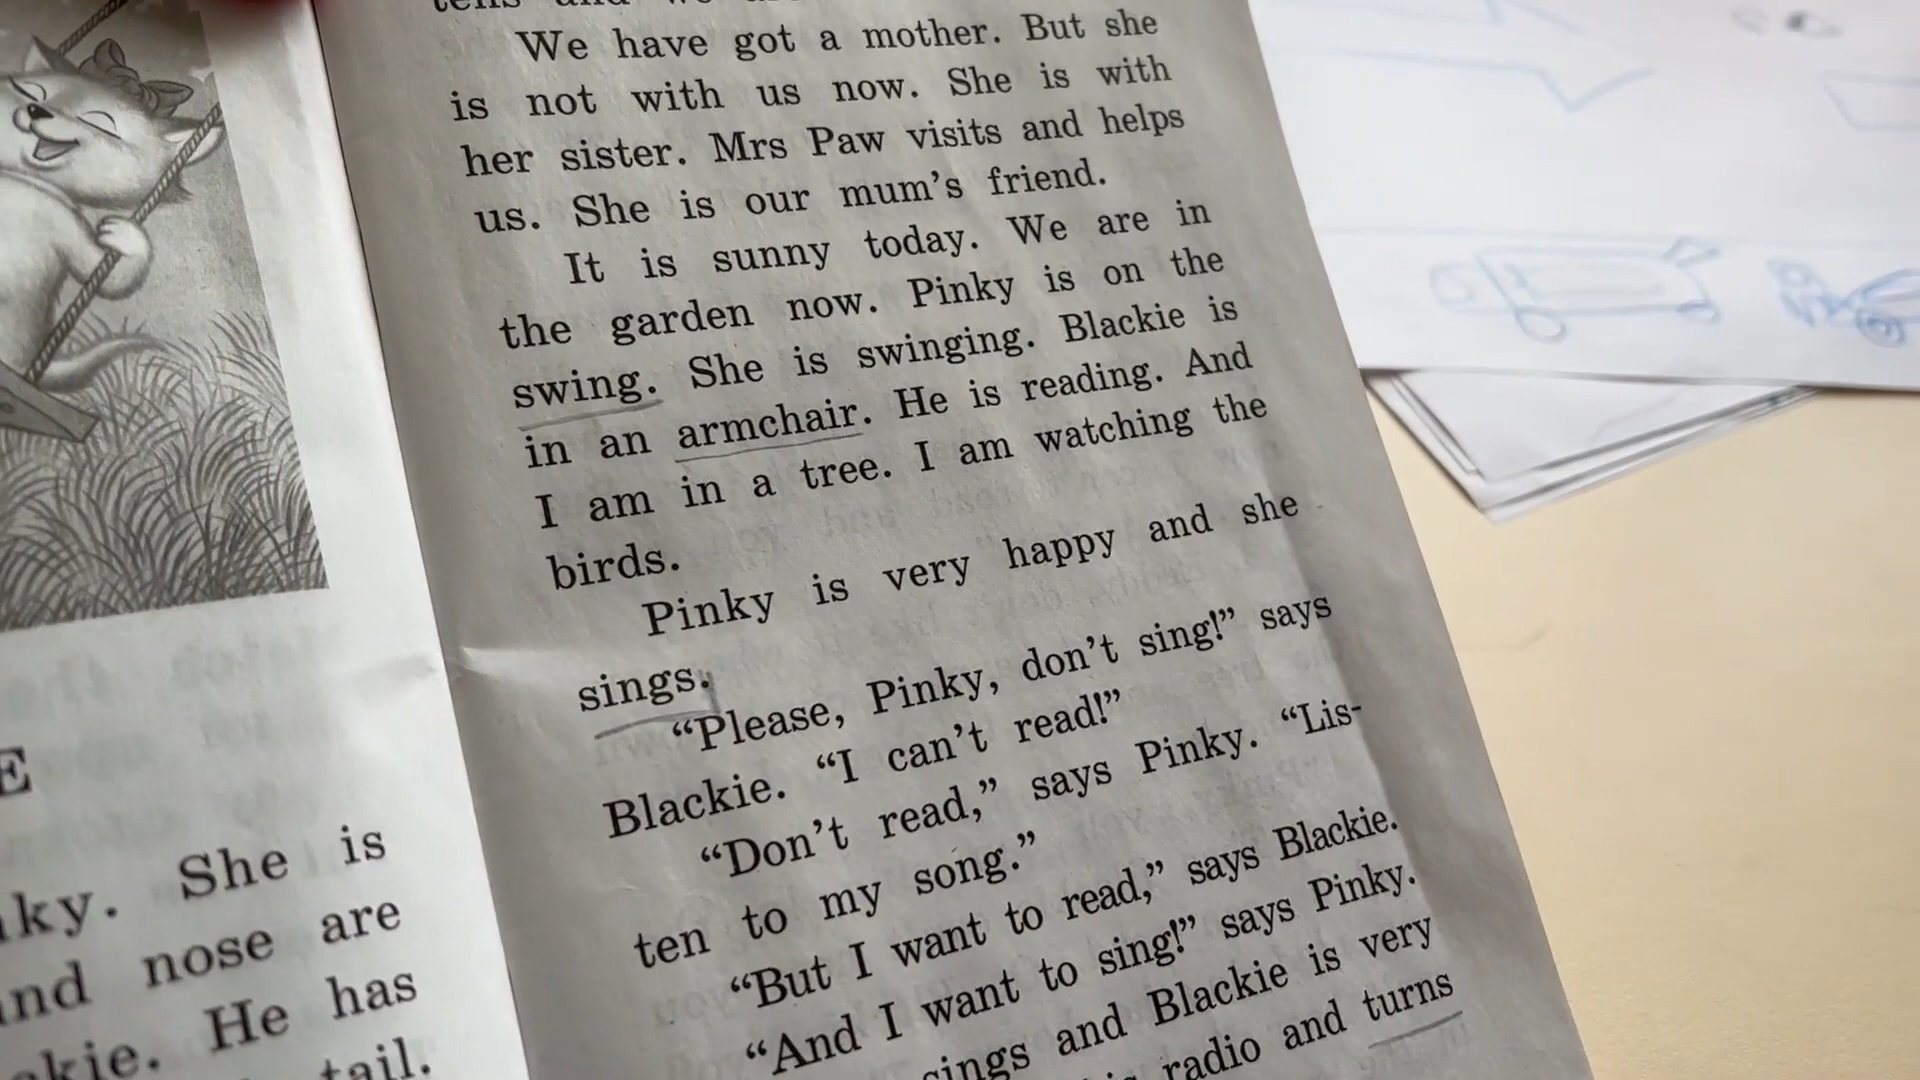 We have got a mother. But she
is not with us now. She is with
her sister. Mrs Paw visits and helps
us. She is our mum's friend.
It is sunny today. We are in
the garden now. Pinky is on the
swing. She is swinging. Blackie is
in an armchair. He is reading. And
I am in a tree. I am watching the
birds.
Pinky is very happy and she
sings.
"Please, Pinky, don't sing!" says
Blackie. "I can't read!"
"Don't read," says Pinky. "Lis-
ten to my song."
"But I want to read," says Blackie.
"And I want to sing!" says Pinky.
sings and Blackie is very
radio and turns
E
She is
nose are
He has
tail.